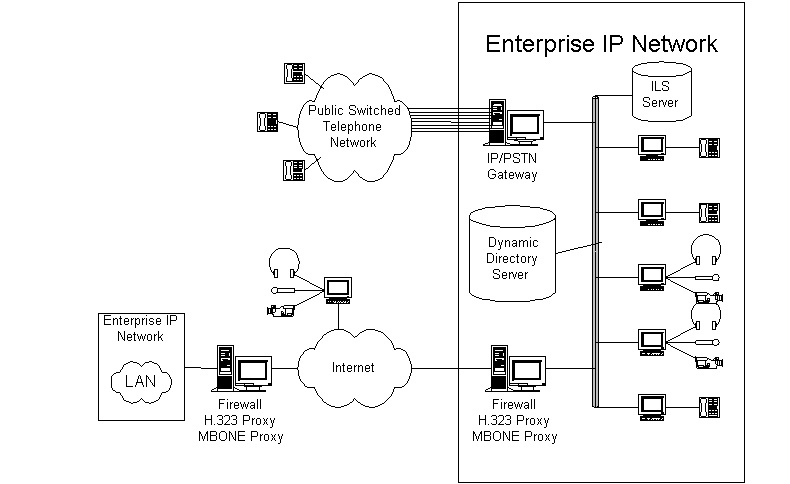 Enterprise IP Network
ILS
Server
Public Switched
Telephone
Network
IP/PSTN
Gateway
Dynamic
Directory
Server
Enterprise IP
Network
LAN
Internet
Firewall
H.323 Proxy
MBONE Proxy
Firewall
H.323 Proxy
MBONE Proxy